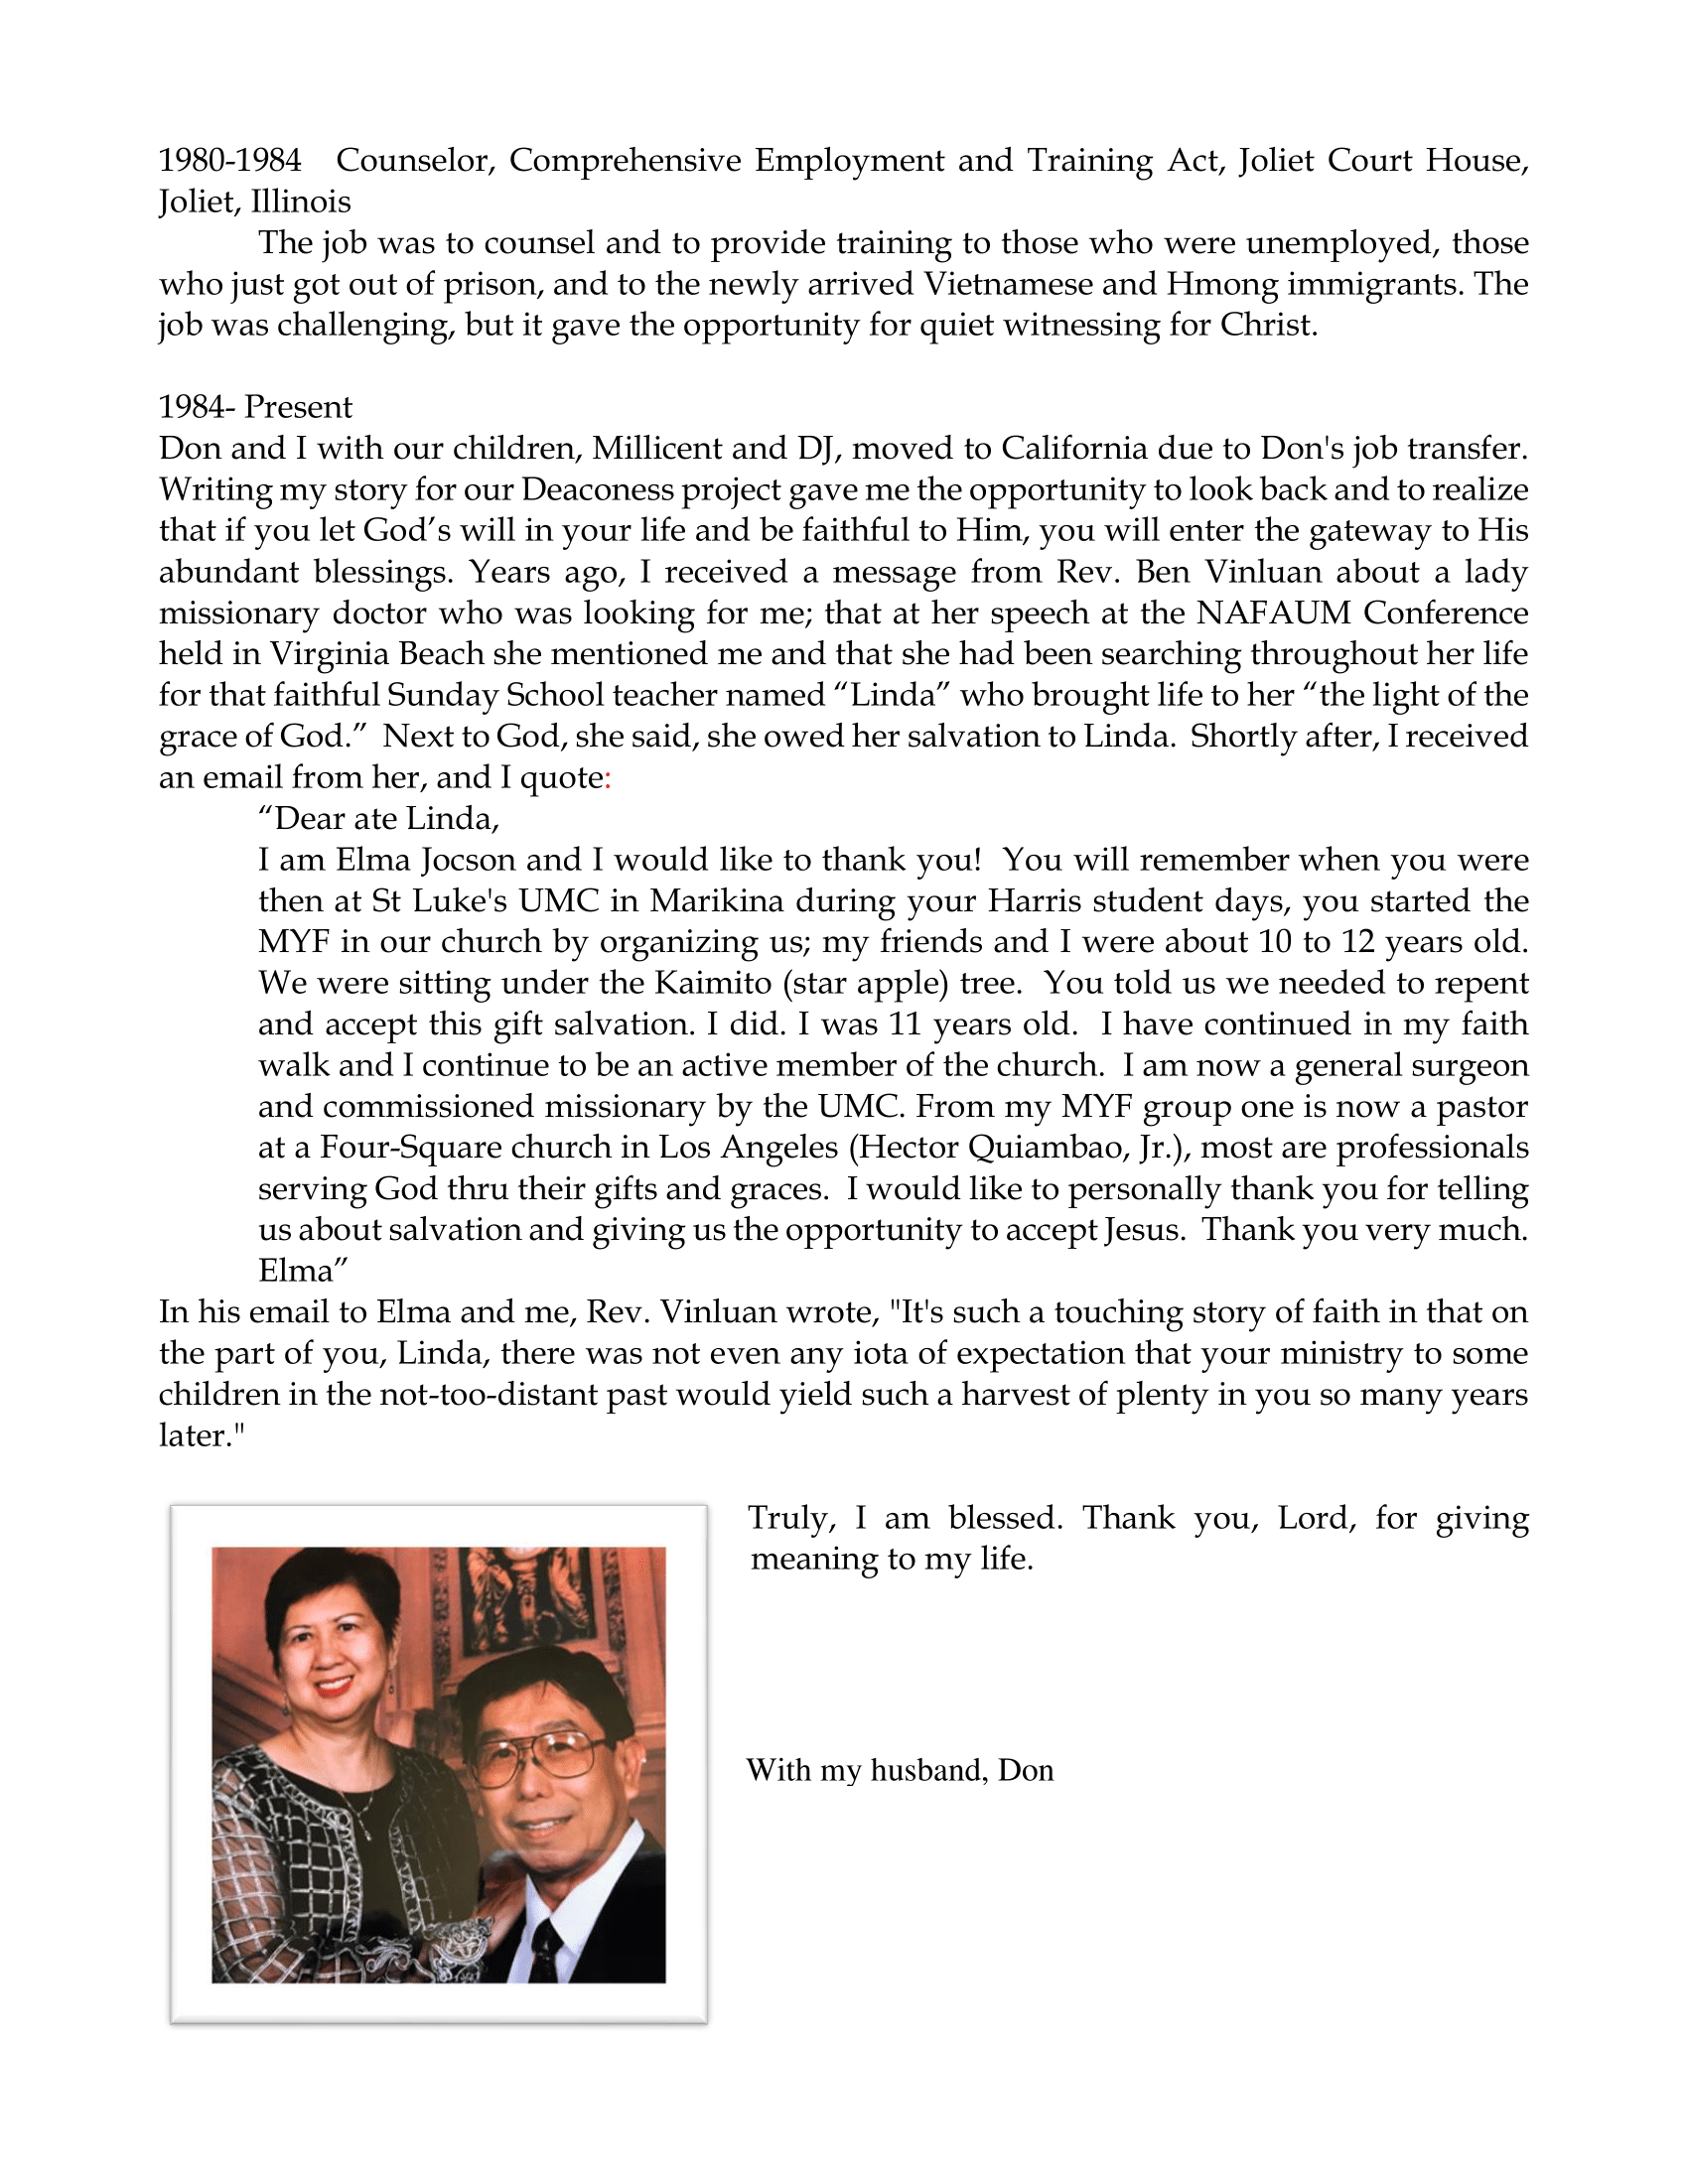 1980-1984 Counselor, Comprehensive Employment and Training Act, Joliet Court House,
Joliet, Illinois
The job was to counsel and to provide training to those who were unemployed, those
who just got out of prison, and to the newly arrived Vietnamese and Hmong immigrants. The
job was challenging, but it gave the opportunity for quiet witnessing for Christ.
1984- Present
Don and I with our children, Millicent and DJ, moved to California due to Don's job transfer.
Writing my story for our Deaconess project gave me the opportunity to look back and to realize
that if you let God’s will in your life and be faithful to Him, you will enter the gateway to His
abundant blessings. Years ago, I received a message from Rev. Ben Vinluan about a lady
missionary doctor who was looking for me; that at her speech at the NAFAUM Conference
held in Virginia Beach she mentioned me and that she had been searching throughout her life
for that faithful Sunday School teacher named “Linda” who brought life to her “the light of the
grace of God.”  Next to God, she said, she owed her salvation to Linda.  Shortly after, I received
an email from her, and I quote:
“Dear ate Linda,
I am Elma Jocson and I would like to thank you!  You will remember when you were
then at St Luke's UMC in Marikina during your Harris student days, you started the
MYF in our church by organizing us; my friends and I were about 10 to 12 years old.
We were sitting under the Kaimito (star apple) tree.  You told us we needed to repent
and accept this gift salvation. I did. I was 11 years old.  I have continued in my faith
walk and I continue to be an active member of the church.  I am now a general surgeon
and commissioned missionary by the UMC. From my MYF group one is now a pastor
at a Four-Square church in Los Angeles (Hector Quiambao, Jr.), most are professionals
serving God thru their gifts and graces.  I would like to personally thank you for telling
us about salvation and giving us the opportunity to accept Jesus.  Thank you very much.
Elma”
In his email to Elma and me, Rev. Vinluan wrote, "It's such a touching story of faith in that on
the part of you, Linda, there was not even any iota of expectation that your ministry to some
children in the not-too-distant past would yield such a harvest of plenty in you so many years
later."
Truly, I am blessed. Thank you, Lord, for giving
meaning to my life.
With my husband, Don